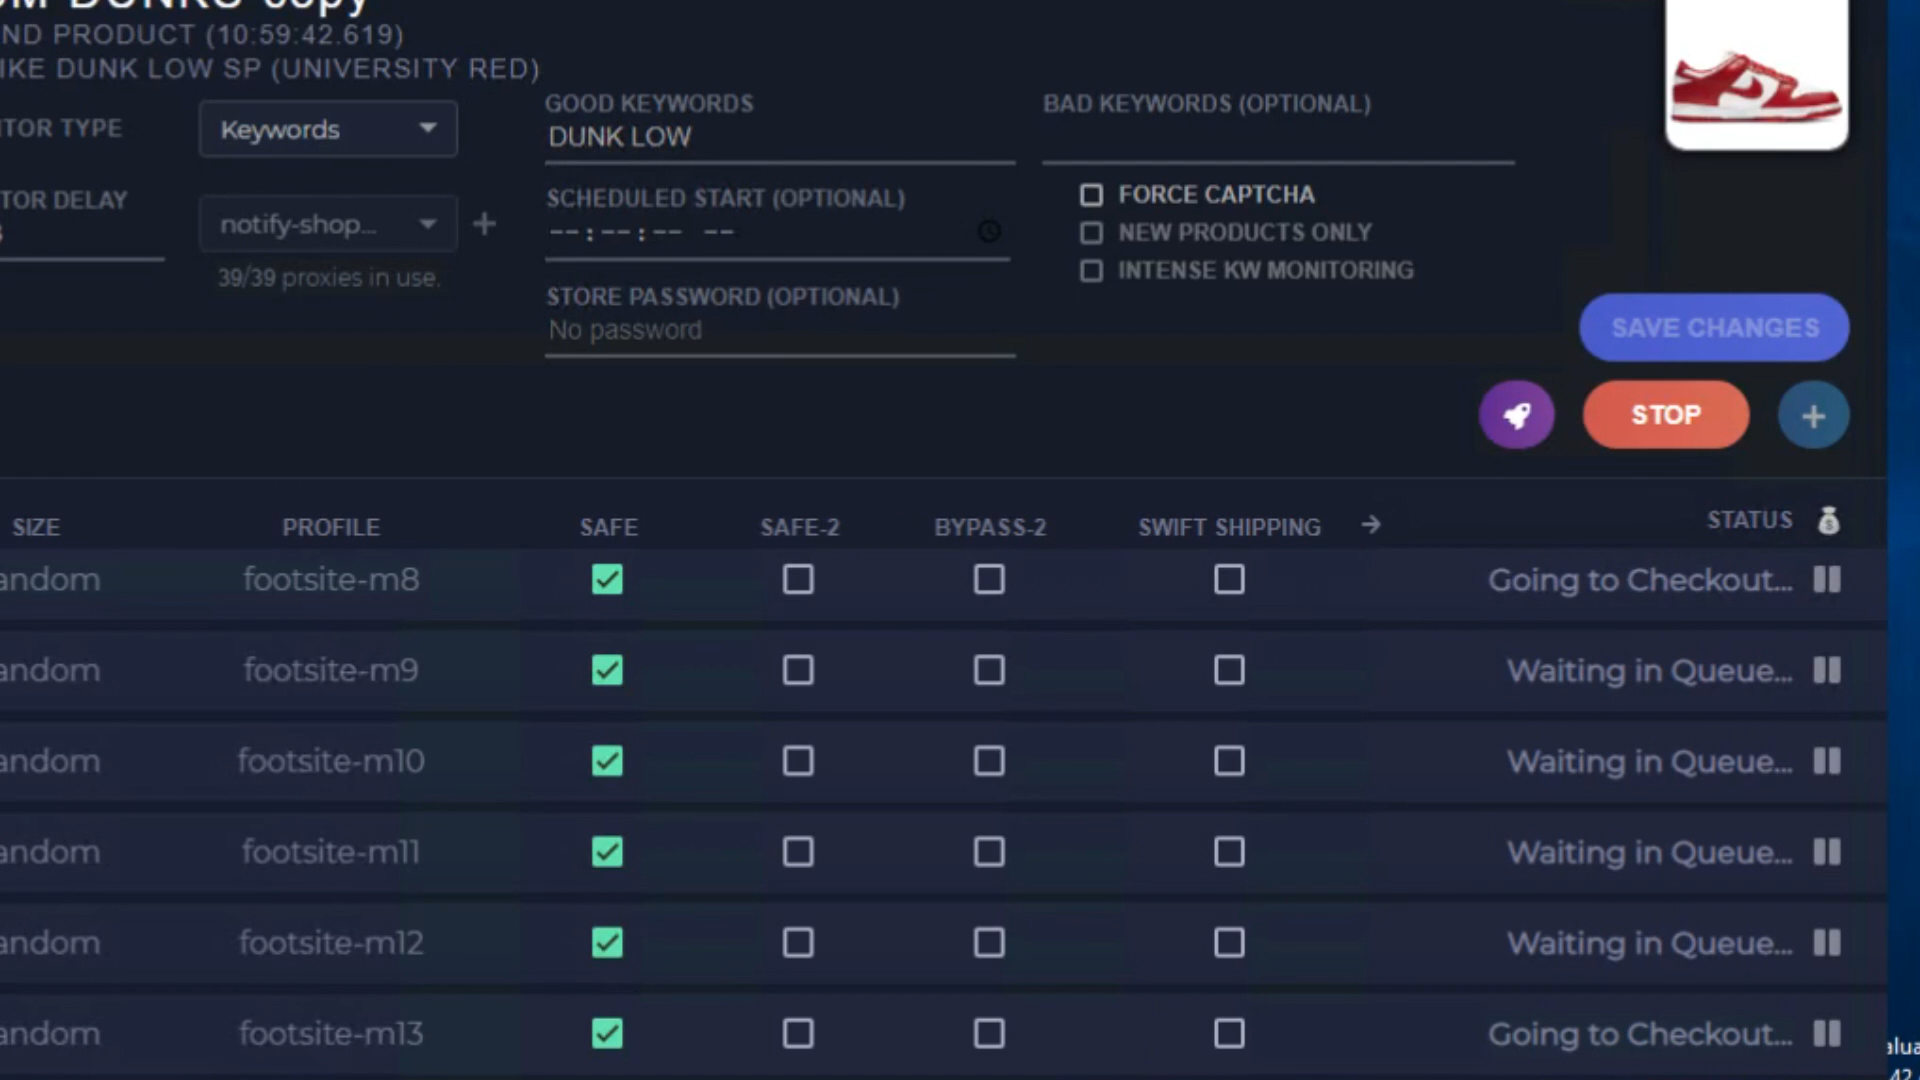 OM DUNKS copy
ND PRODUCT (10:59:42.619)
IKE DUNK LOW SP (UNIVERSITY RED)
TOR TYPE
Keywords
GOOD KEYWORDS
DUNK LOW
BAD KEYWORDS (OPTIONAL)
TOR DELAY
notify-shop...
39/39 proxies in use.
SCHEDULED START (OPTIONAL)
--:--:-- --
STORE PASSWORD (OPTIONAL)
No password
FORCE CAPTCHA
NEW PRODUCTS ONLY
INTENSE KW MONITORING
SAVE CHANGES
STOP
SIZE PROFILE SAFE SAFE-2 BYPASS-2 SWIFT SHIPPING → STATUS
andom footsite-m8 Going to Checkout...
andom footsite-m9 Waiting in Queue...
andom footsite-m10 Waiting in Queue...
andom footsite-m11 Waiting in Queue...
andom footsite-m12 Waiting in Queue...
andom footsite-m13 Going to Checkout...
alua
42